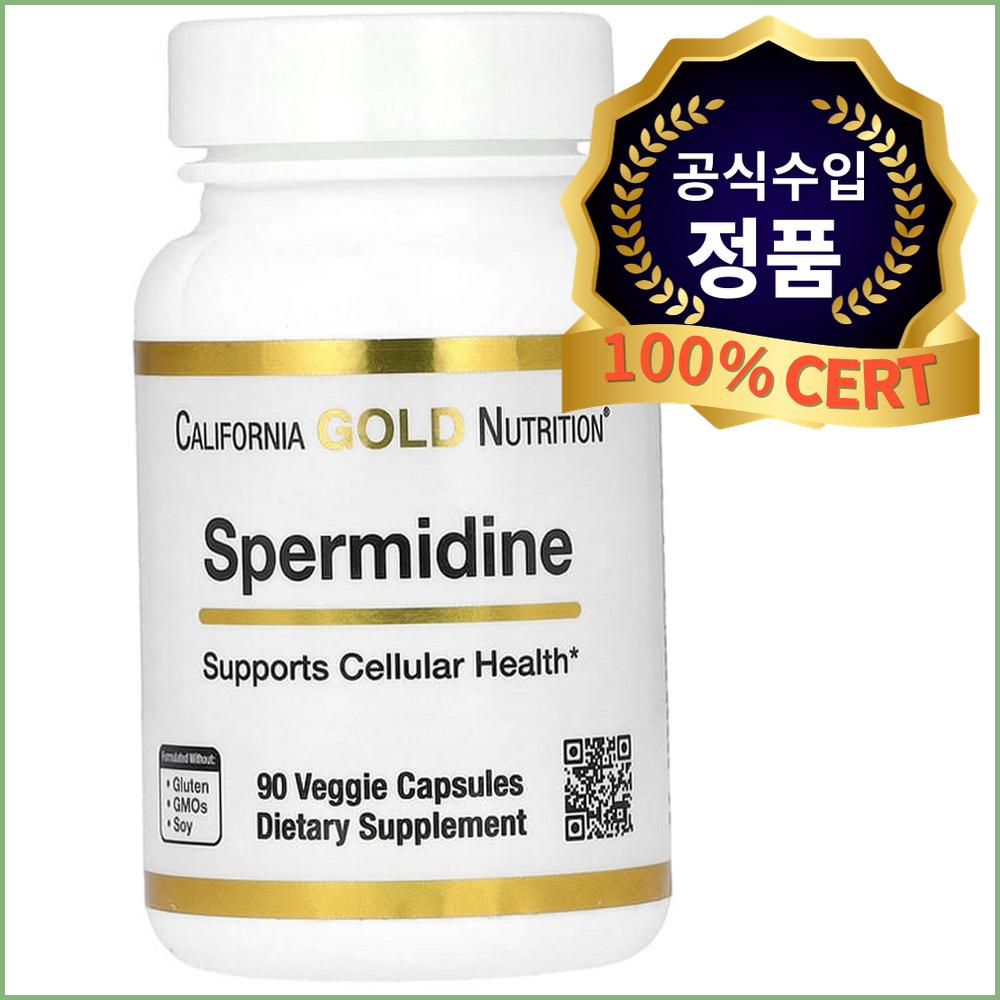 공식수입
정품
100% CERT
CALIFORNIA GOLD NUTRITION®
Spermidine
Supports Cellular Health*
Formulated Without:
• Gluten
• GMOs
• Soy
90 Veggie Capsules
Dietary Supplement